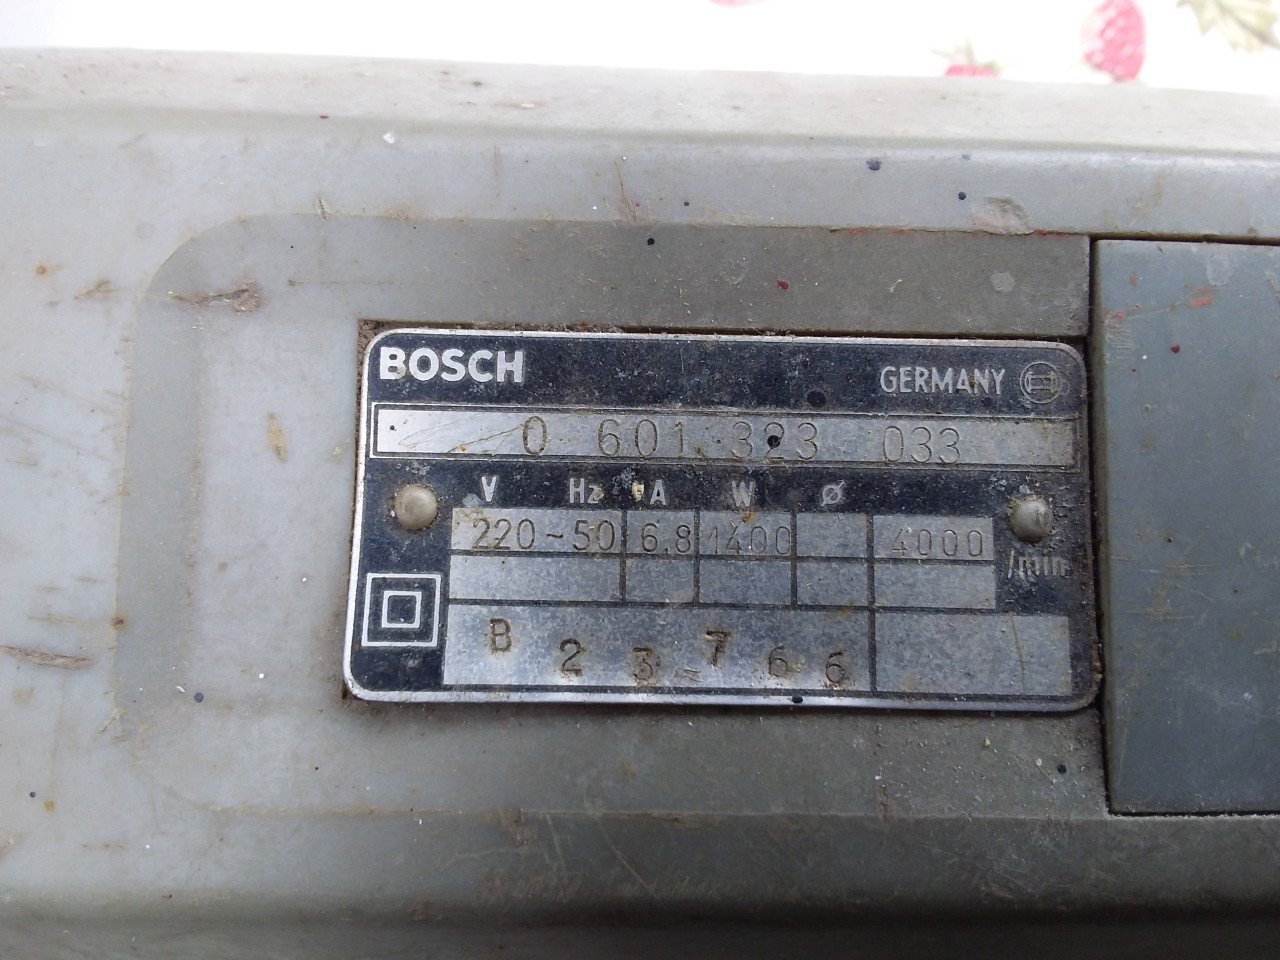 BOSCH GERMANY
0 601 323 033
V Hz A W Ø
220 ~ 50 6,8 1400 4000
/min
B 2 3 7 6 6